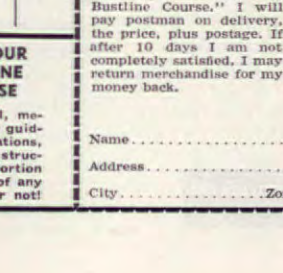 OUR
NE
SE
l, me-
guid-
ations,
struc-
ortion
of any
r not!
Bustline Course." I will
pay postman on delivery,
the price, plus postage. If
after 10 days I am not
completely satisfied, I may
return merchandise for my
money back.
Name....................
Address.................
City....................Zo